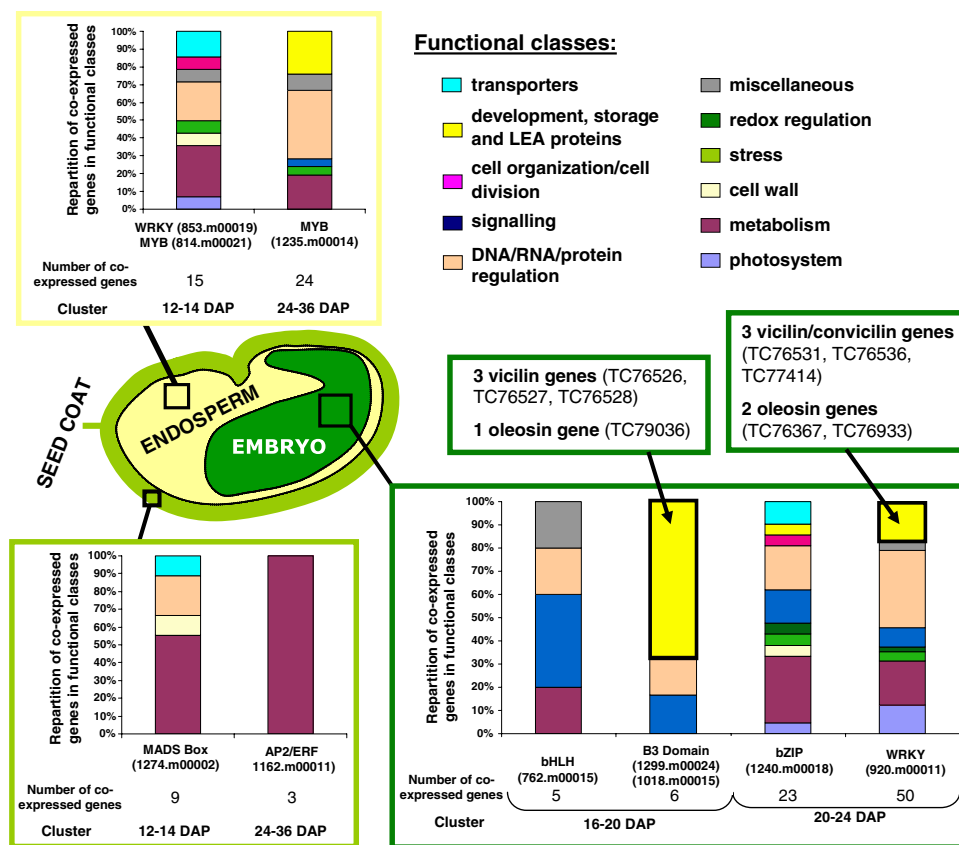 Repartition of co-expressed
genes in functional classes
100%
90%
80%
70%
60%
50%
40%
30%
20%
10%
0%
WRKY (853.m00019)
MYB (814.m00021)
MYB
(1235.m00014)
Number of co-
expressed genes
15
24
Cluster
12-14 DAP
24-36 DAP
Functional classes:
transporters
development, storage
and LEA proteins
cell organization/cell
division
signalling
DNA/RNA/protein
regulation
miscellaneous
redox regulation
stress
cell wall
metabolism
photosystem
SEED COAT
ENDOSPERM
EMBRYO
3 vicilin genes (TC76526,
TC76527, TC76528)
1 oleosin gene (TC79036)
3 vicilin/convicilin genes
(TC76531, TC76536,
TC77414)
2 oleosin genes
(TC76367, TC76933)
Repartition of co-expressed
genes in functional classes
100%
90%
80%
70%
60%
50%
40%
30%
20%
10%
0%
MADS Box
(1274.m00002)
AP2/ERF
1162.m00011)
Number of co-
expressed genes
9
3
Cluster
12-14 DAP
24-36 DAP
Repartition of co-expressed
genes in functional classes
100%
90%
80%
70%
60%
50%
40%
30%
20%
10%
0%
bHLH
(762.m00015)
B3 Domain
(1299.m00024)
(1018.m00015)
bZIP
(1240.m00018)
WRKY
(920.m00011)
Number of co-
expressed genes
5
6
23
50
Cluster
16-20 DAP
20-24 DAP